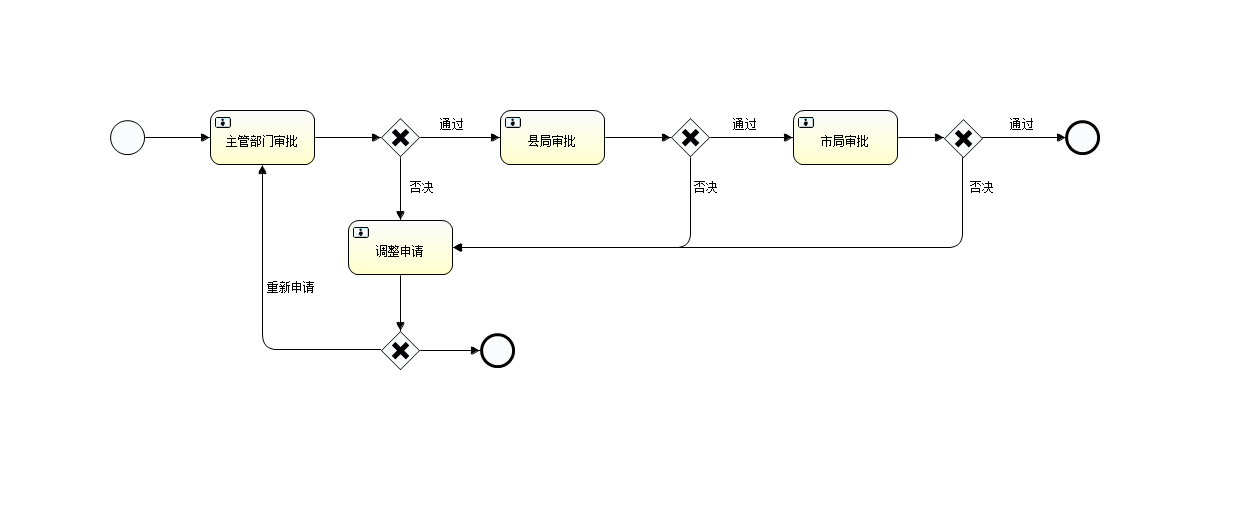 通过
通过
通过
主管部门审批
县局审批
市局审批
否决
否决
否决
调整申请
重新申请